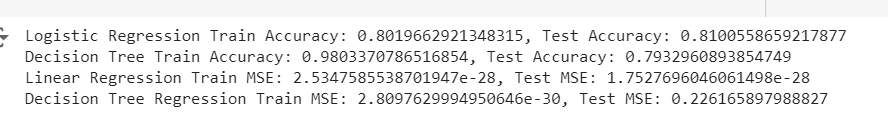 Logistic Regression Train Accuracy: 0.8019662921348315, Test Accuracy: 0.8100558659217877
Decision Tree Train Accuracy: 0.9803370786516854, Test Accuracy: 0.7932960893854749
Linear Regression Train MSE: 2.5347585538701947e-28, Test MSE: 1.7527696046061498e-28
Decision Tree Regression Train MSE: 2.8097629994950646e-30, Test MSE: 0.226165897988827